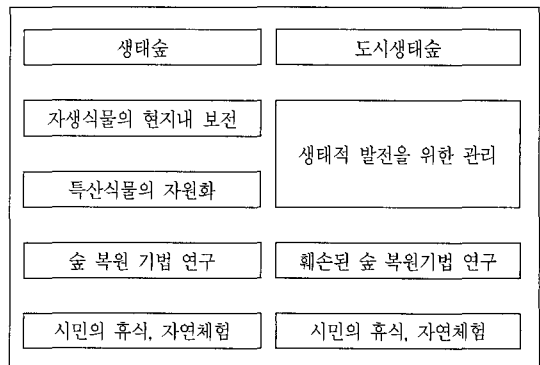 생태숲 도시생태숲
자생식물의 현지내 보전
생태적 발전을 위한 관리
특산식물의 자원화
숲 복원 기법 연구 훼손된 숲 복원기법 연구
시민의 휴식, 자연체험 시민의 휴식, 자연체험